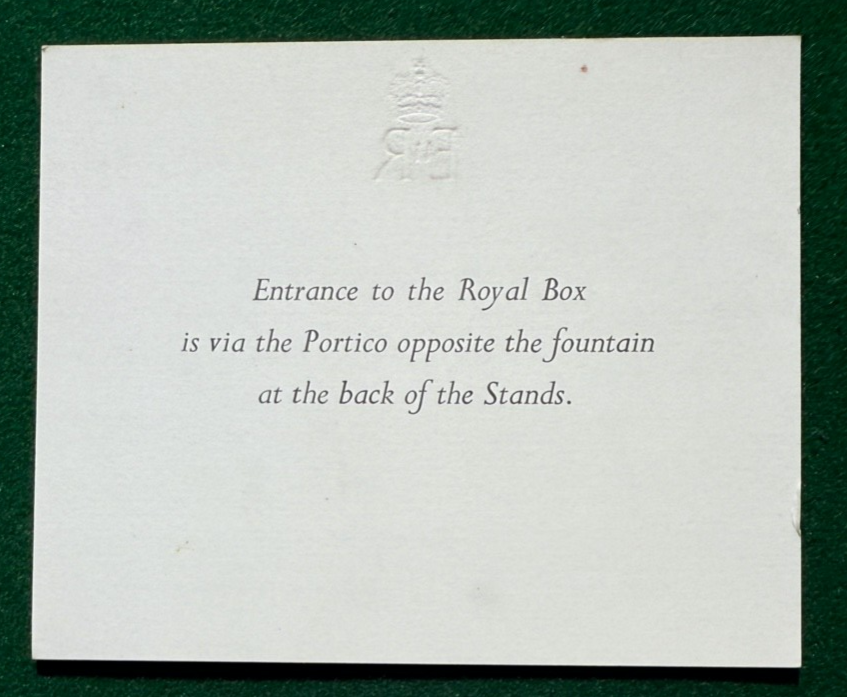 Entrance to the Royal Box
is via the Portico opposite the fountain
at the back of the Stands.